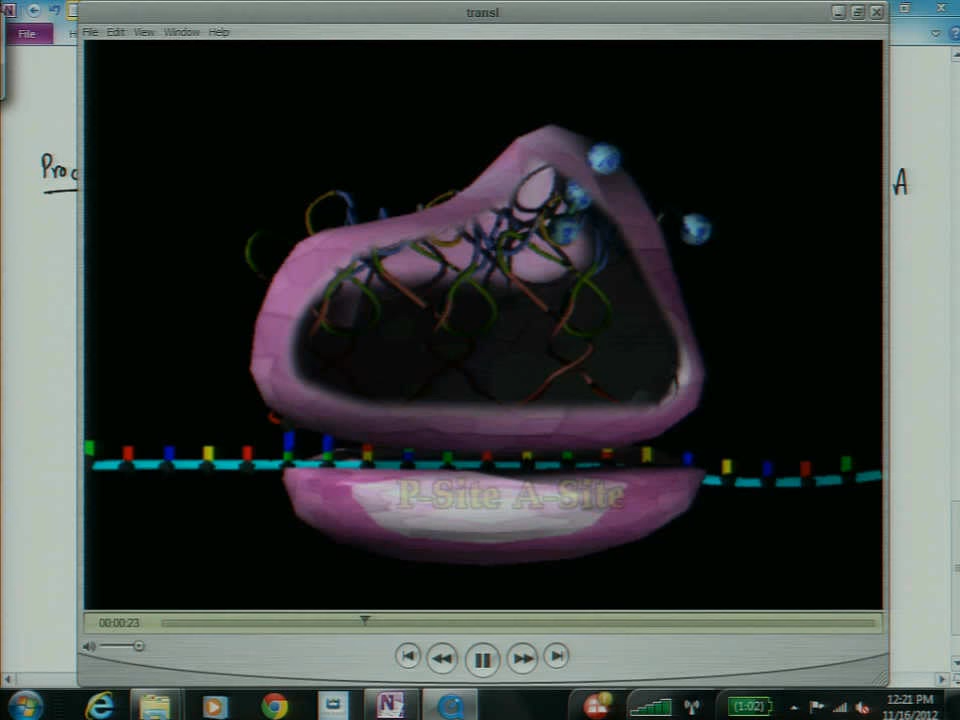 transl
File
File Edit View Window Help
Proc
A
P-Site A-Site
00:00:23
(1:02)
12:21 PM
11/16/2012